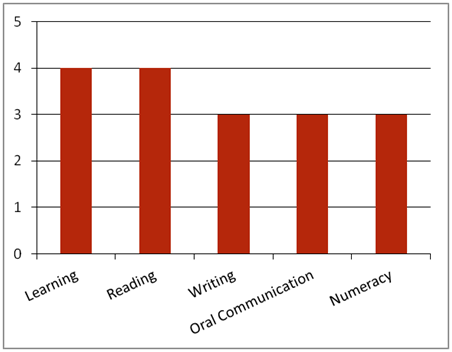 5
4
3
2
1
0
Learning
Reading
Writing
Oral Communication
Numeracy